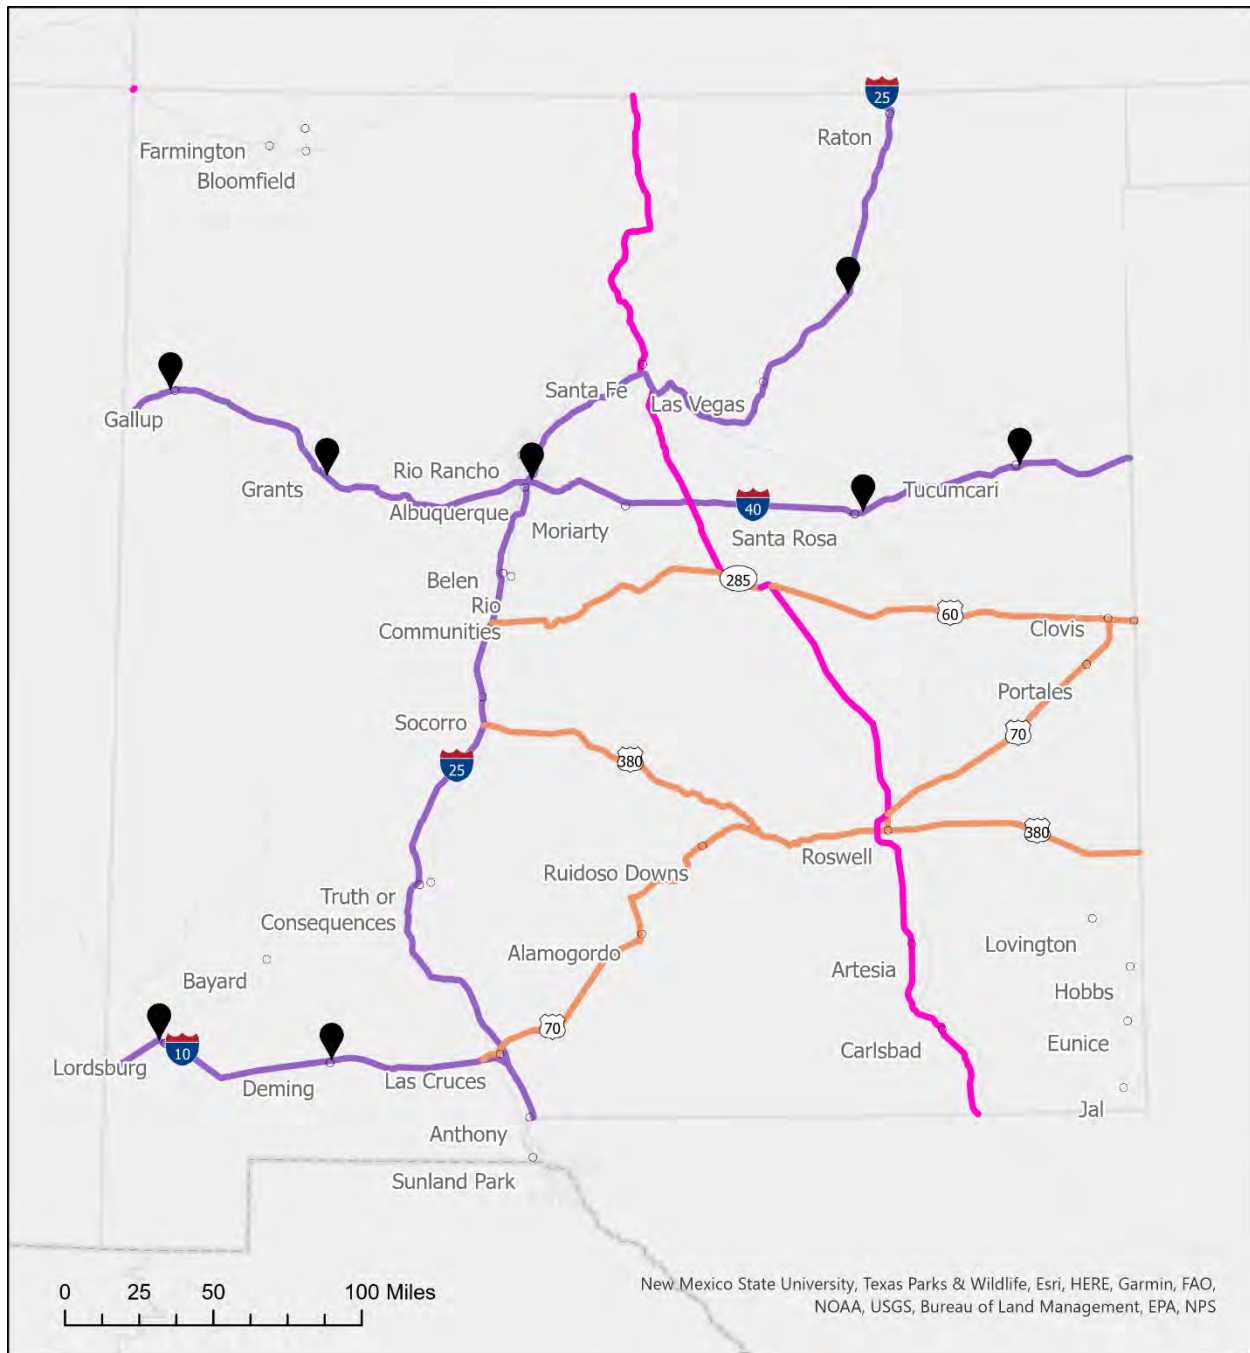 25
Raton
Farmington
Bloomfield
Gallup
Santa Fe
Las Vegas
Grants
Rio Rancho
Albuquerque
Moriarty
40
Santa Rosa
Tucumcari
Belen
Rio
Communities
285
60
Clovis
Portales
70
Socorro
25
380
380
Roswell
Ruidoso Downs
Truth or
Consequences
Alamogordo
Bayard
Artesia
Lovington
Hobbs
Eunice
Carlsbad
Jal
70
10
Lordsburg
Deming
Las Cruces
Anthony
Sunland Park
0 25 50 100 Miles
New Mexico State University, Texas Parks & Wildlife, Esri, HERE, Garmin, FAO,
NOAA, USGS, Bureau of Land Management, EPA, NPS